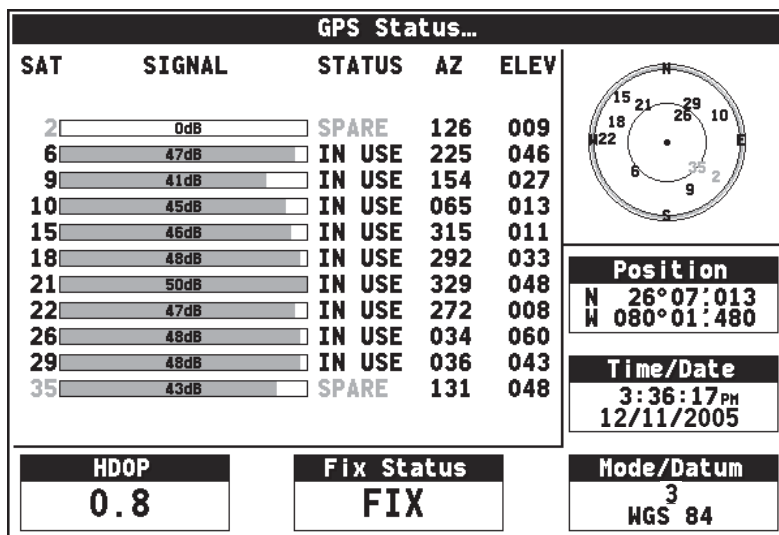 GPS Status…
SAT SIGNAL STATUS AZ ELEV
2 0dB SPARE 126 009
6 47dB IN USE 225 046
9 41dB IN USE 154 027
10 45dB IN USE 065 013
15 46dB IN USE 315 011
18 48dB IN USE 292 033
21 50dB IN USE 329 048
22 47dB IN USE 272 008
26 48dB IN USE 034 060
29 48dB IN USE 036 043
35 43dB SPARE 131 048
N
15 21 29
18 26 10
W 22 E
6 35 2
9
S
Position
N 26°07.'013
W 080°01.'480
Time/Date
3:36:17PM
12/11/2005
HDOP
0.8
Fix Status
FIX
Mode/Datum
3
WGS 84